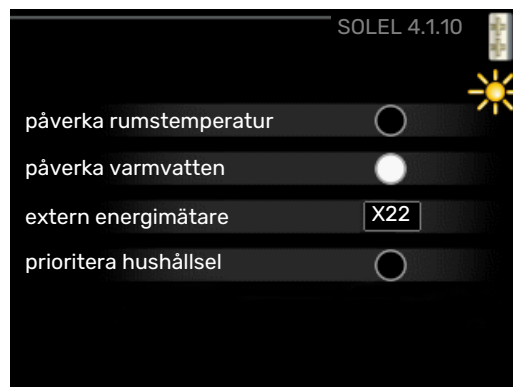 SOLEL 4.1.10
påverka rumstemperatur
påverka varmvatten
extern energimätare X22
prioritera hushållsel